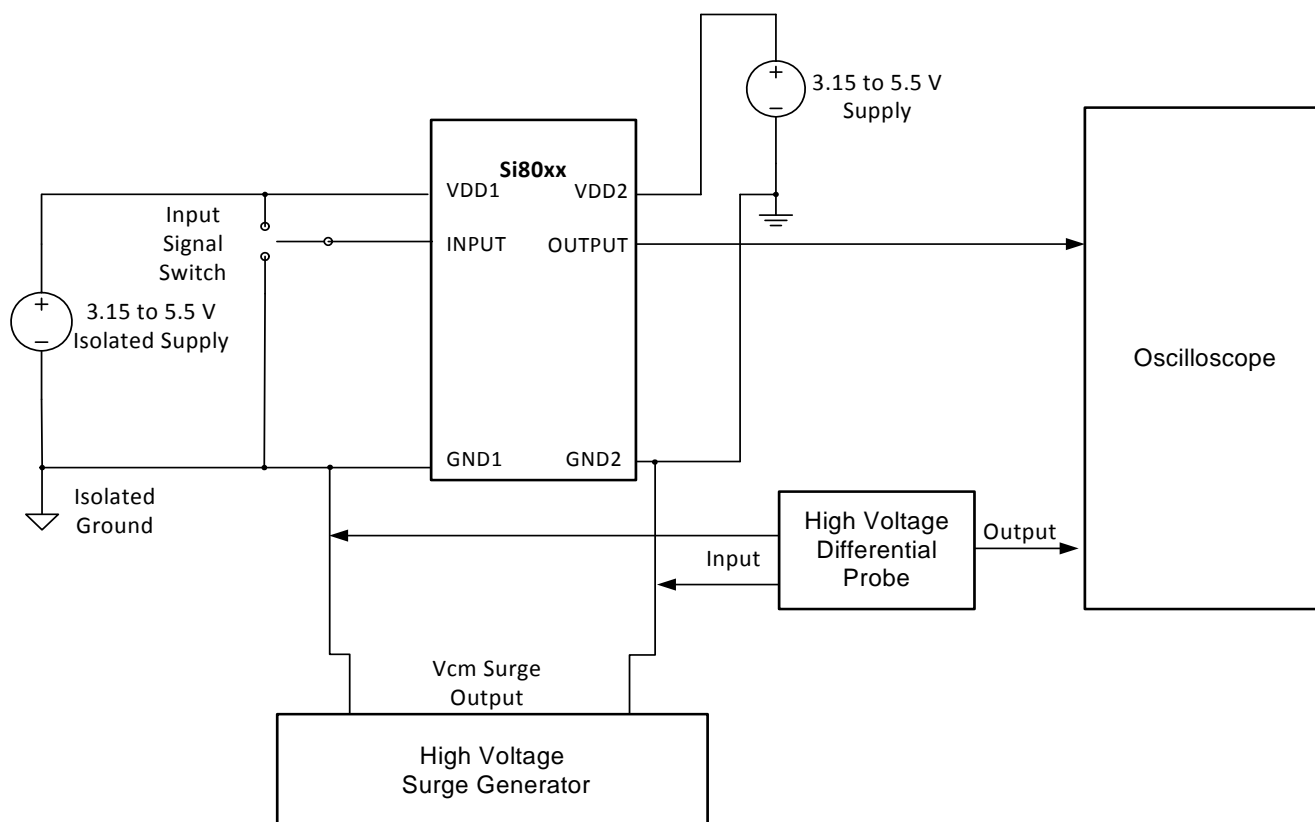 3.15 to 5.5 V
Supply
Si80xx
VDD1
VDD2
Input
Signal
Switch
INPUT
OUTPUT
3.15 to 5.5 V
Isolated Supply
Oscilloscope
GND1
GND2
Isolated
Ground
High Voltage
Differential
Probe
Output
Input
Vcm Surge
Output
High Voltage
Surge Generator